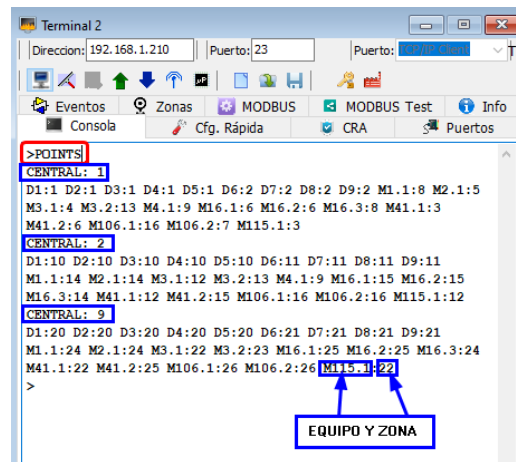 Terminal 2
Direccion: 192.168.1.210 Puerto: 23 Puerto: TCP/IP Client T
Eventos Zonas MODBUS MODBUS Test Info
Consola Cfg. Rápida CRA Puertos
>POINTS
CENTRAL: 1
D1:1 D2:1 D3:1 D4:1 D5:1 D6:2 D7:2 D8:2 D9:2 M1.1:8 M2.1:5
M3.1:4 M3.2:13 M4.1:9 M16.1:6 M16.2:6 M16.3:8 M41.1:3
M41.2:6 M106.1:16 M106.2:7 M115.1:3
CENTRAL: 2
D1:10 D2:10 D3:10 D4:10 D5:10 D6:11 D7:11 D8:11 D9:11
M1.1:14 M2.1:14 M3.1:12 M3.2:13 M4.1:9 M16.1:15 M16.2:15
M16.3:14 M41.1:12 M41.2:15 M106.1:16 M106.2:16 M115.1:12
CENTRAL: 9
D1:20 D2:20 D3:20 D4:20 D5:20 D6:21 D7:21 D8:21 D9:21
M1.1:24 M2.1:24 M3.1:22 M3.2:23 M16.1:25 M16.2:25 M16.3:24
M41.1:22 M41.2:25 M106.1:26 M106.2:26 M115.1:22
>
EQUIPO Y ZONA